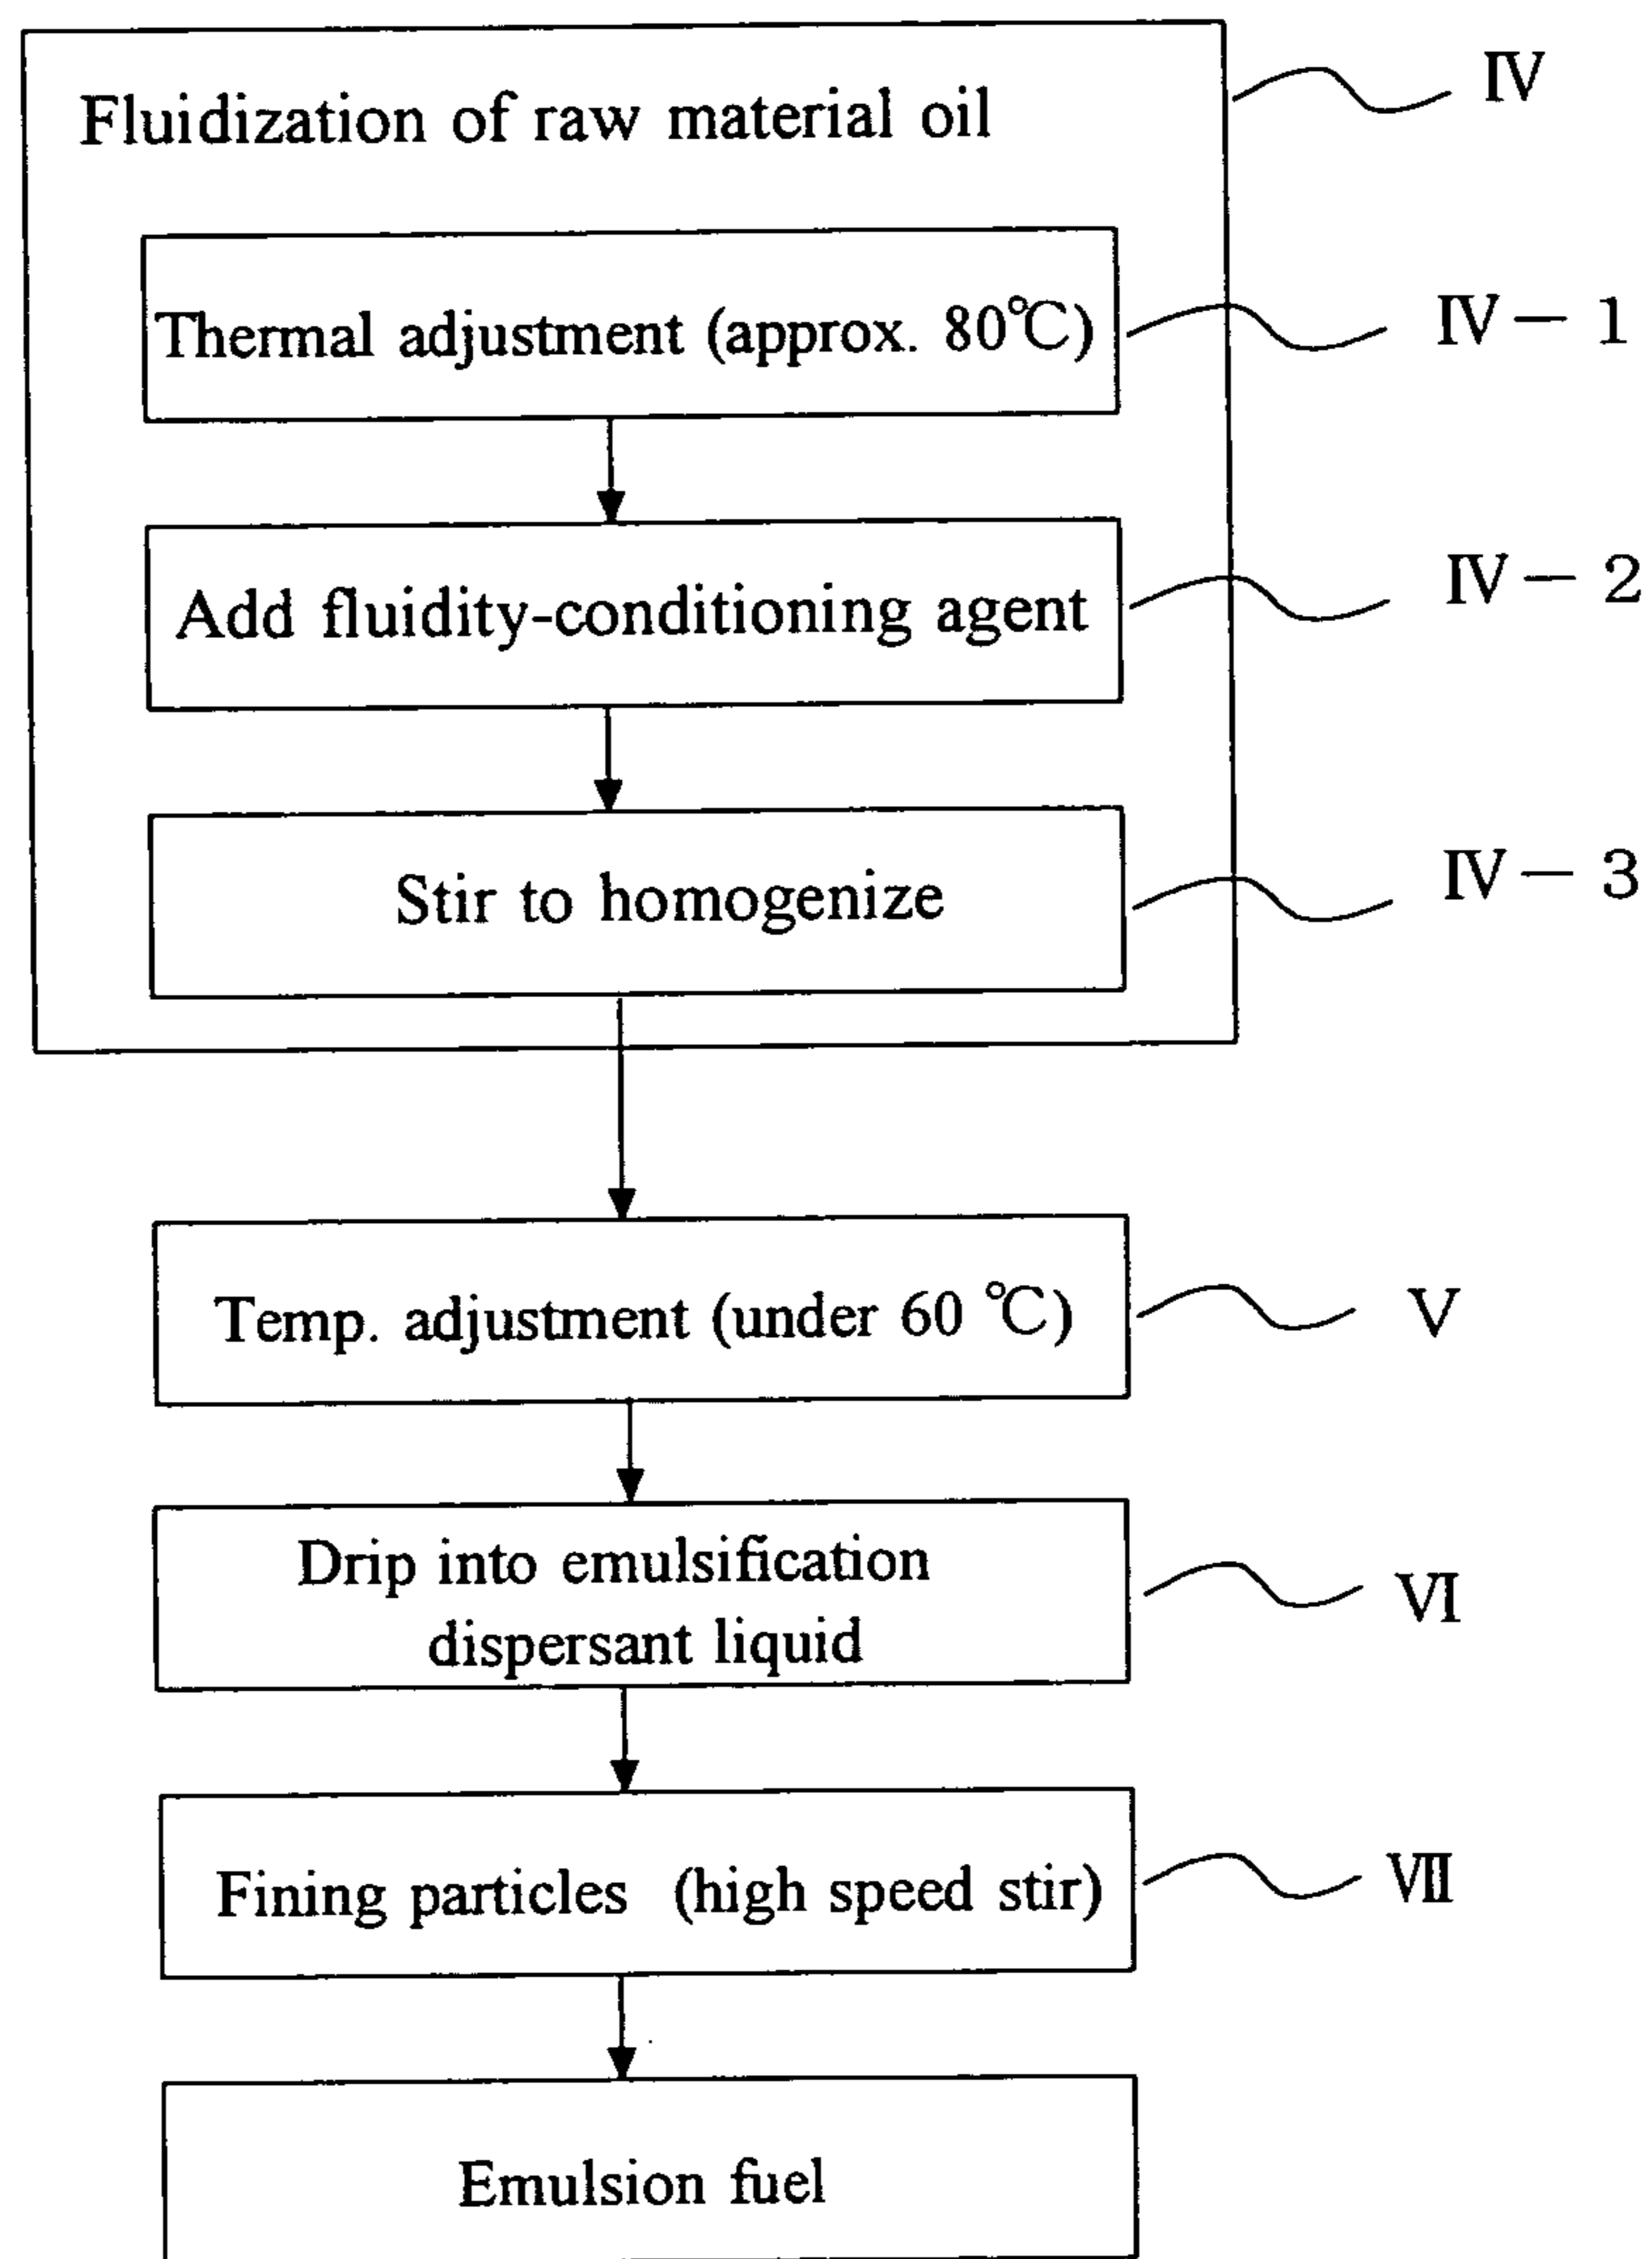 Fluidization of raw material oil
Ⅳ
Thermal adjustment (approx. 80℃)
Ⅳ－1
Add fluidity-conditioning agent
Ⅳ－2
Stir to homogenize
Ⅳ－3
Temp. adjustment (under 60 ℃)
Ⅴ
Drip into emulsification
dispersant liquid
Ⅵ
Fining particles (high speed stir)
Ⅶ
Emulsion fuel